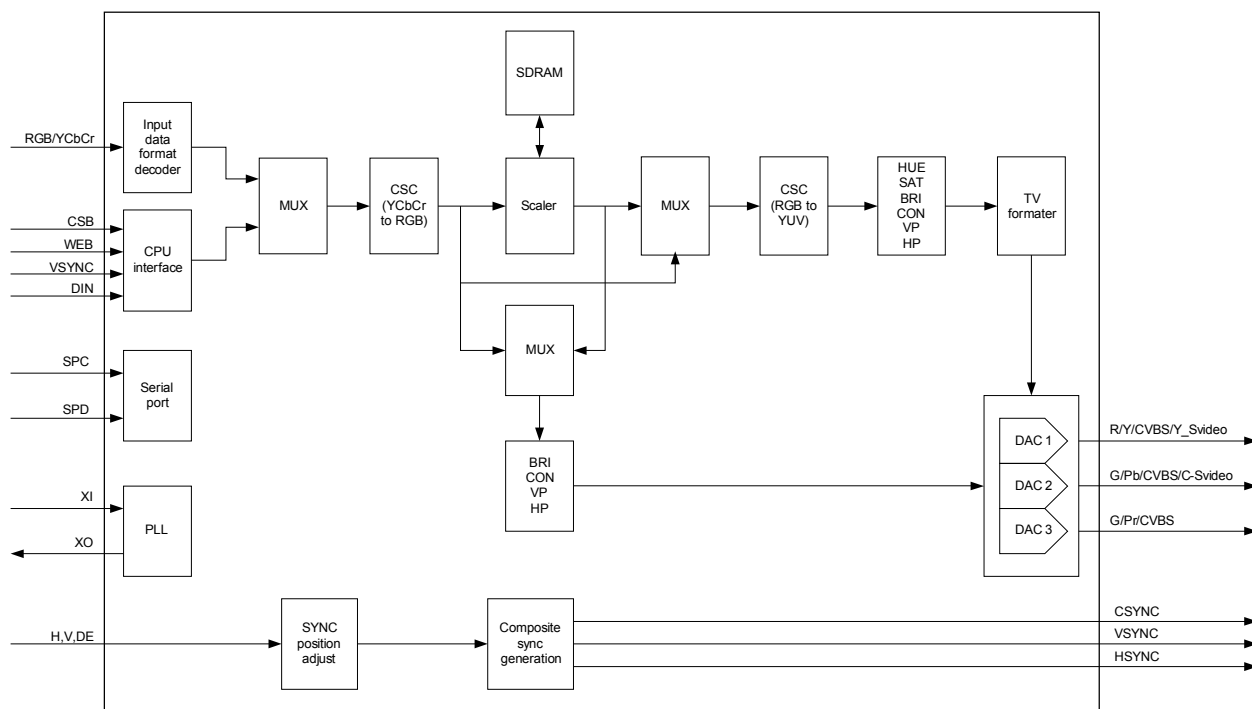 SDRAM
RGB/YCbCr
Input
data
format
decoder
MUX
CSC
(YCbCr
to RGB)
Scaler
MUX
CSC
(RGB to
YUV)
HUE
SAT
BRI
CON
VP
HP
TV
formater
CSB
WEB
VSYNC
DIN
CPU
interface
MUX
SPC
SPD
Serial
port
BRI
CON
VP
HP
DAC 1
DAC 2
DAC 3
R/Y/CVBS/Y_Svideo
G/Pb/CVBS/C-Svideo
G/Pr/CVBS
XI
XO
PLL
H,V,DE
SYNC
position
adjust
Composite
sync
generation
CSYNC
VSYNC
HSYNC